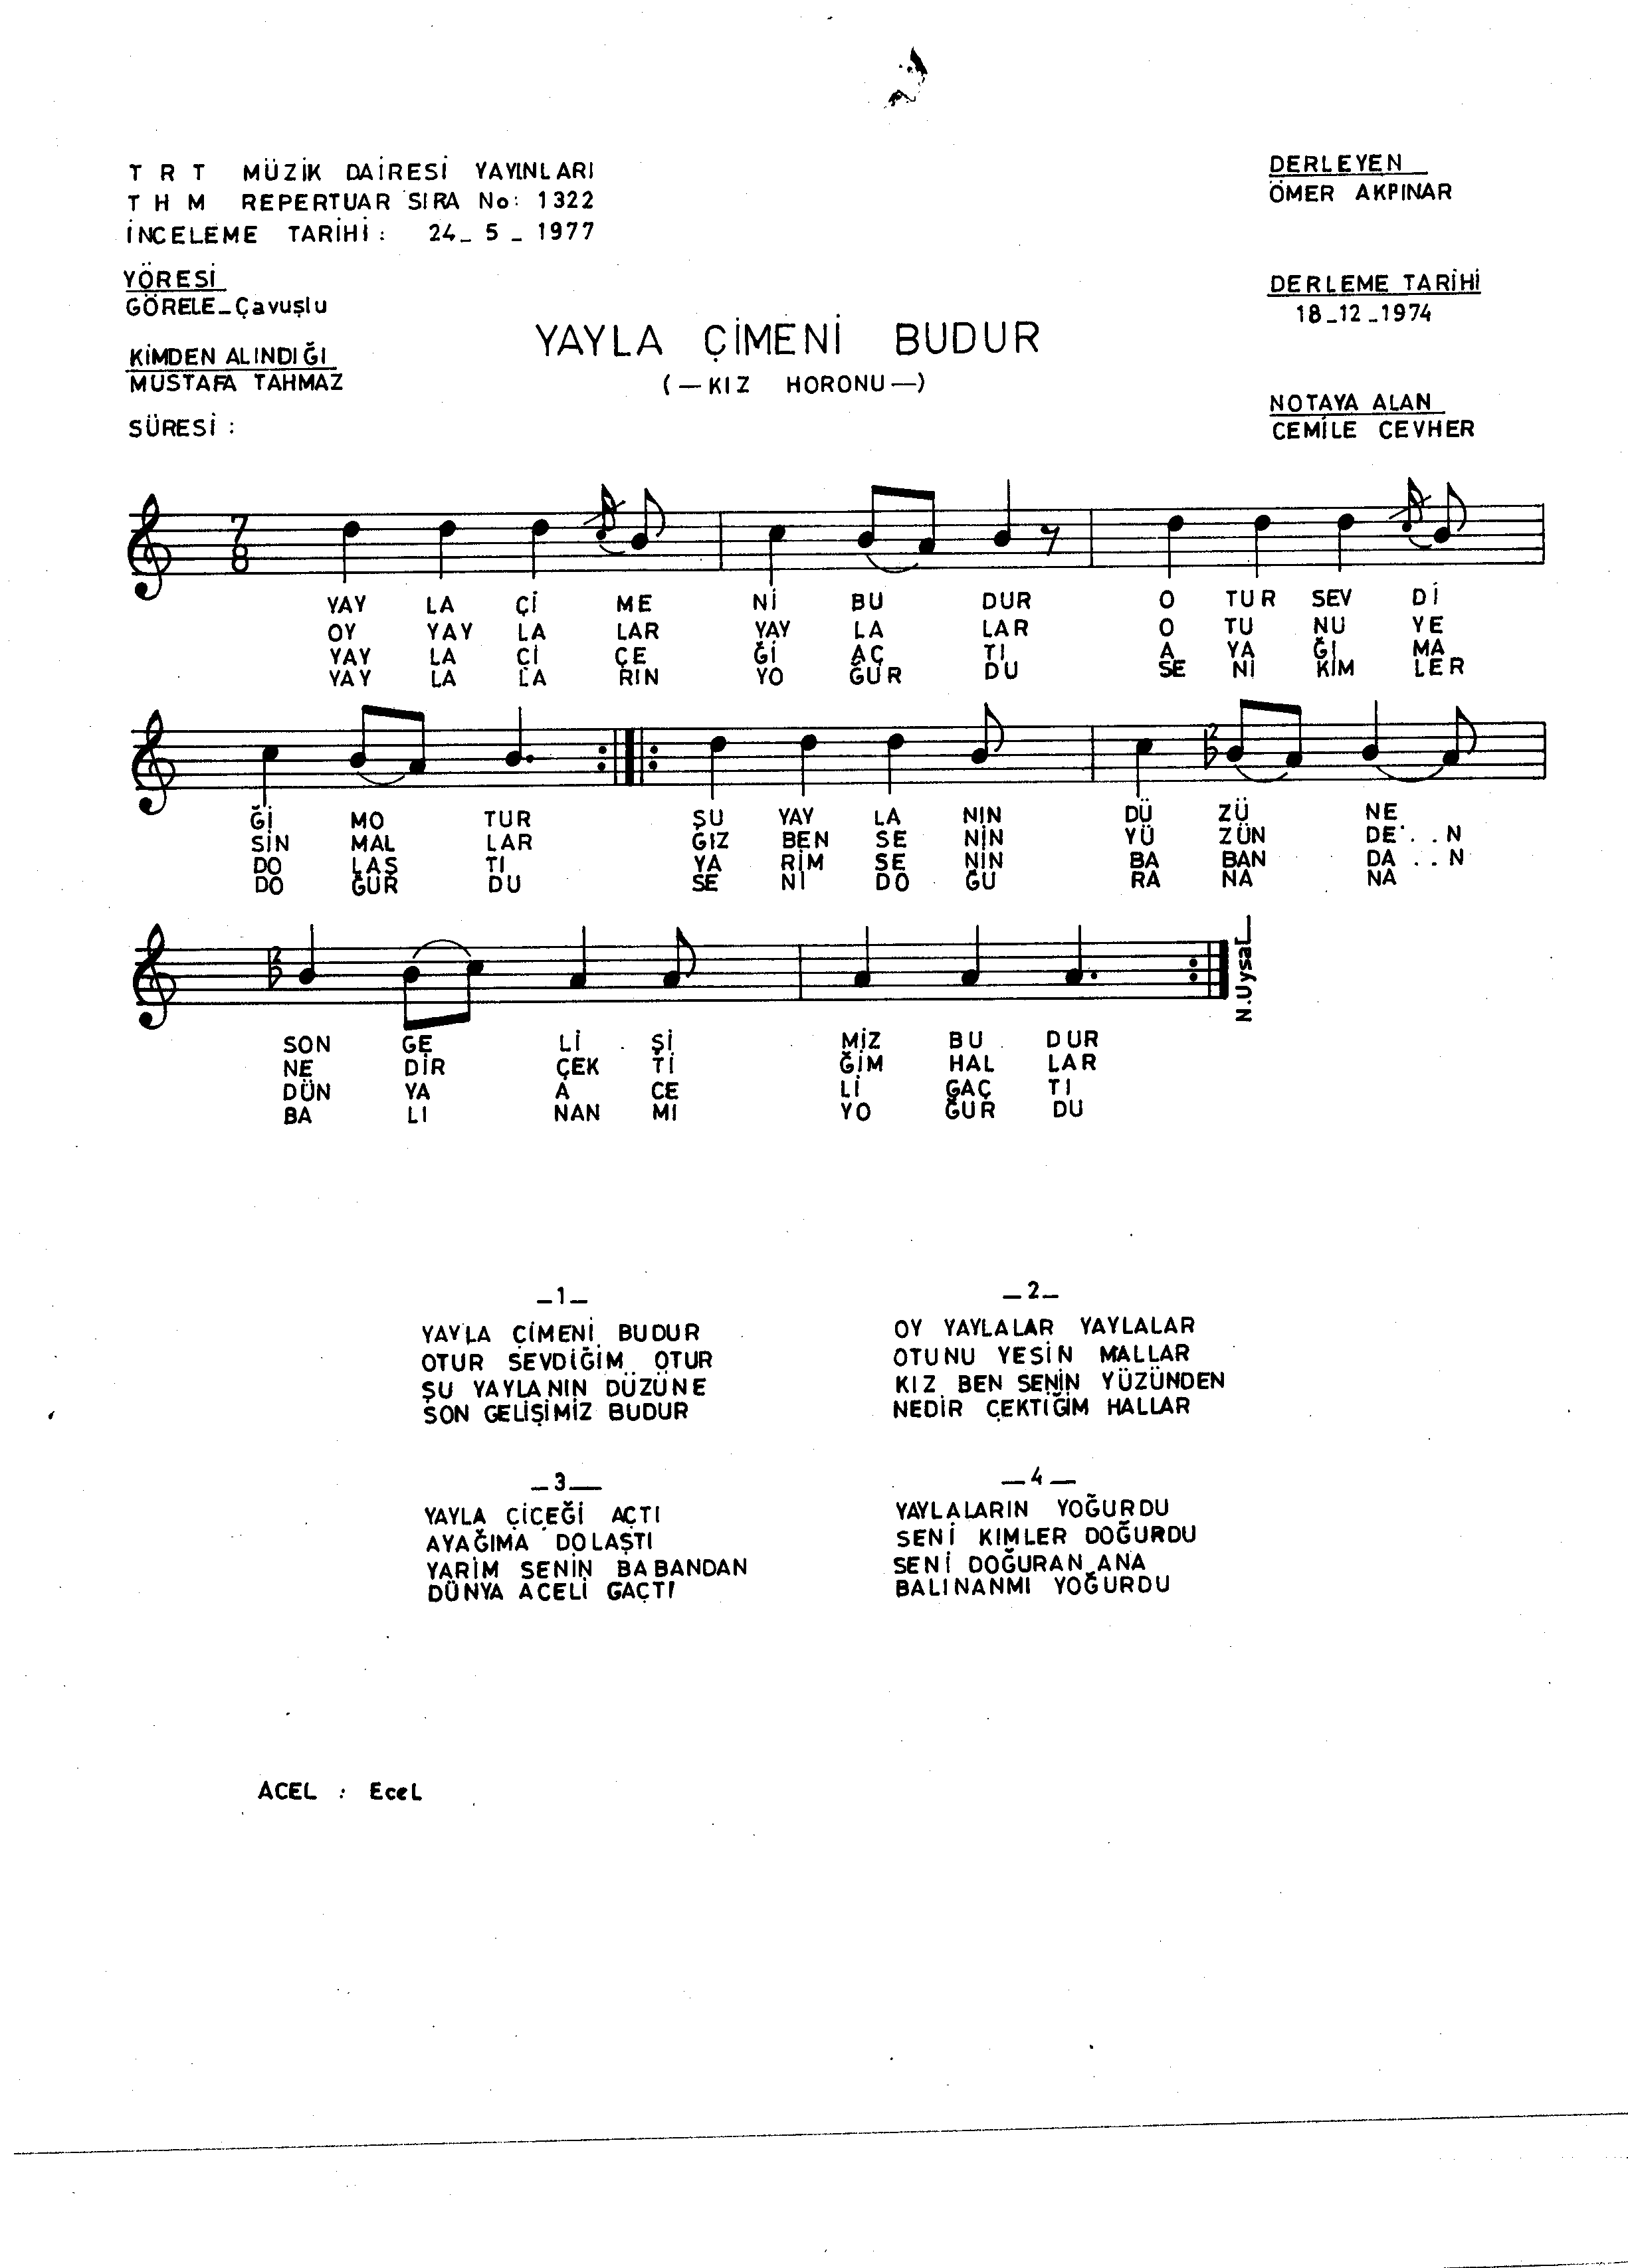 T R T MÜZİK DAİRESİ YAYINLARI
T H M REPERTUAR SIRA No: 1322
İNCELEME TARİHİ: 24_ 5 _ 1977
DERLEYEN
ÖMER AKPINAR
YÖRESİ
GÖRELE_Çavuşlu
DERLEME TARİHİ
18_12_1974
YAYLA ÇİMENİ BUDUR
(—KIZ HORONU—)
KİMDEN ALINDIĞI
MUSTAFA TAHMAZ
SÜRESİ :
NOTAYA ALAN
CEMİLE CEVHER
7
8
YAY LA Çİ ME Nİ BU DUR O TUR SEV Dİ
OY YAY LA LAR YAY LA LAR O TU NU YE
YAY LA Çİ ÇE Ğİ AÇ TI A YA ĞI MA
YAY LA LA RIN YO ĞUR DU SE Nİ KİM LER
2
Ğİ MO TUR ŞU YAY LA NIN DÜ ZÜ NE
SİN MAL LAR GIZ BEN SE NİN YÜ ZÜN DE . . N
DO LAŞ TI YA RİM SE NİN BA BAN DA . . N
DO ĞUR DU SE Nİ DO GU RA NA NA
2
N.Uysal
SON GE Lİ Şİ MİZ BU DUR
NE DİR ÇEK Tİ ĞİM HAL LAR
DÜN YA A CE Lİ GAÇ TI
BA LI NAN MI YO ĞUR DU
_1_
YAYLA ÇİMENİ BUDUR
OTUR SEVDİĞİM OTUR
ŞU YAYLANIN DÜZÜNE
SON GELİŞİMİZ BUDUR
_2_
OY YAYLALAR YAYLALAR
OTUNU YESİN MALLAR
KIZ BEN SENİN YÜZÜNDEN
NEDİR ÇEKTİĞİM HALLAR
_3_
YAYLA ÇİÇEĞİ AÇTI
AYAĞIMA DOLAŞTI
YARİM SENİN BABANDAN
DÜNYA ACELİ GAÇTI
_4_
YAYLALARIN YOĞURDU
SENİ KIMLER DOĞURDU
SENİ DOĞURAN ANA
BALINANMI YOĞURDU
ACEL : EceL